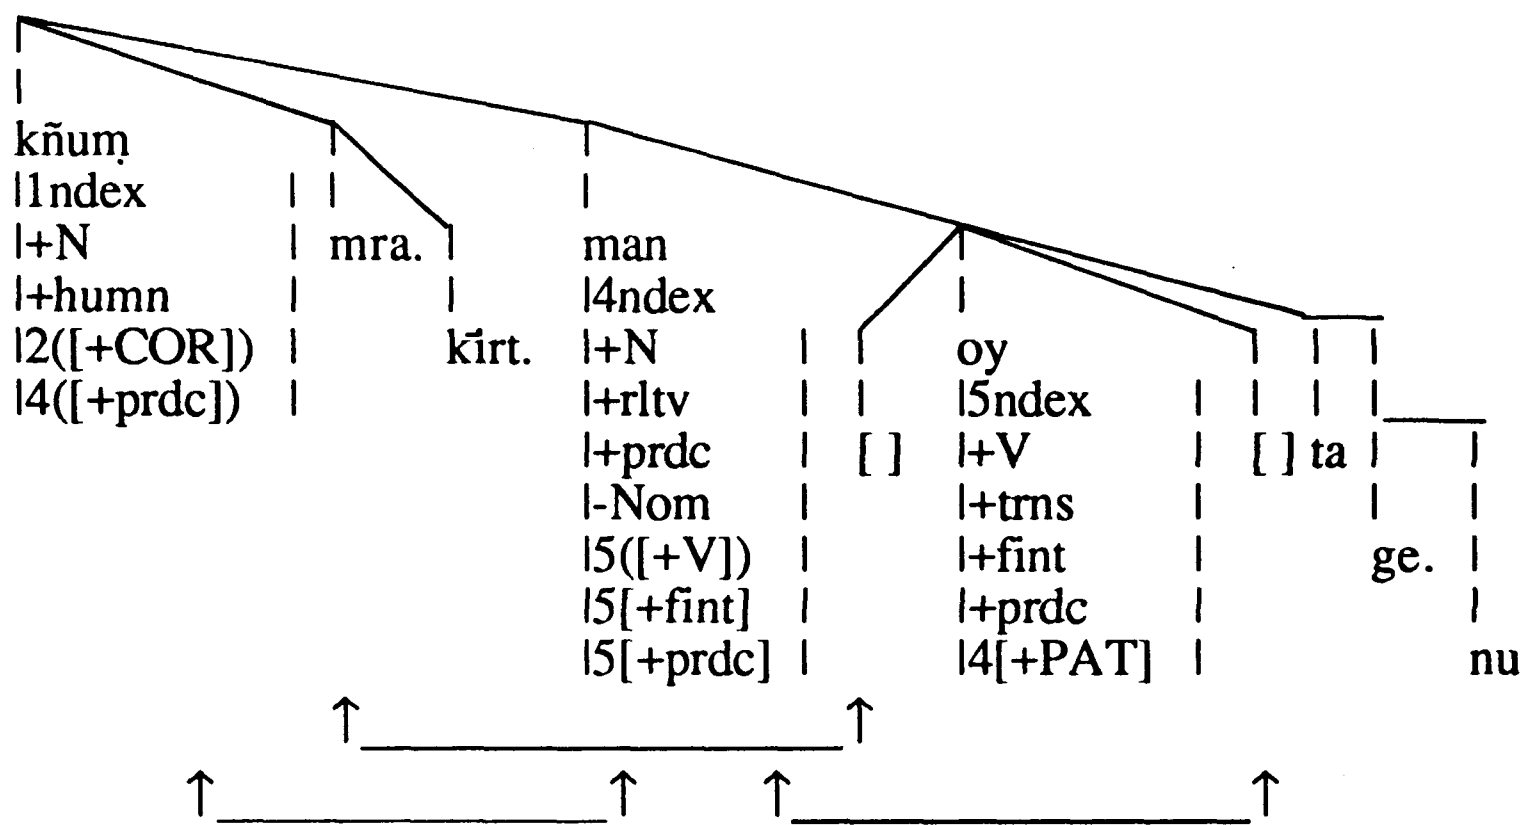 kñuṃ
|1ndex
|+N mra. man
|+humn |4ndex
|2([+COR]) kīrt. |+N oy
|4([+prdc]) |+rltv |5ndex
|+prdc [ ] |+V [ ] ta
|-Nom |+trns
|5([+V]) |+fint ge.
|5[+fint] |+prdc
|5[+prdc] |4[+PAT] nu